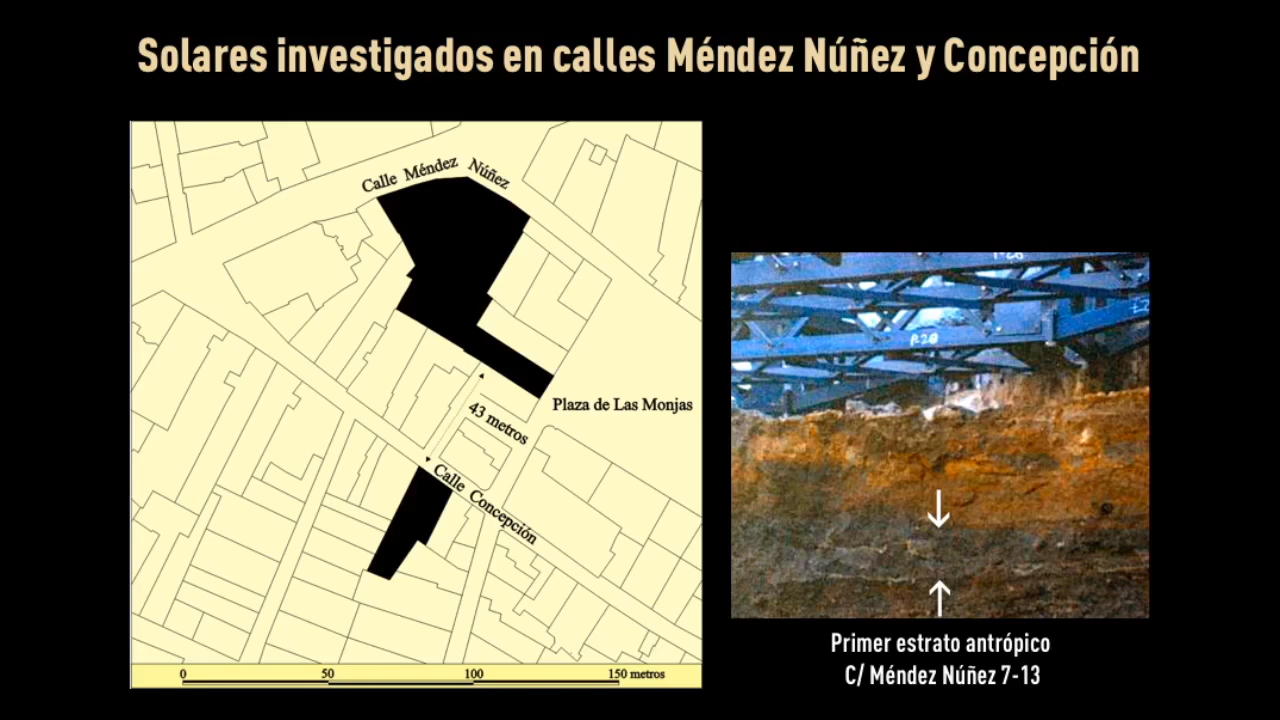 Solares investigados en calles Méndez Núñez y Concepción
Calle Méndez Núñez
Plaza de Las Monjas
43 metros
Calle Concepción
0 50 100 150 metros
R28
Primer estrato antrópico
C/ Méndez Núñez 7-13